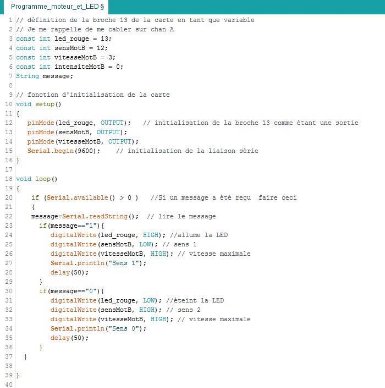 Programme_moteur_et_LED §
1 // définition de la broche 13 de la carte en tant que variable
2 // Je me rappelle de me cabler sur chan A
3 const int led_rouge = 13;
4 const int sensMotB = 12;
5 const int vitesseMotB = 3;
6 const int intensiteMotB = 0;
7 String message;
8
9 // fonction d'initialisation de la carte
10 void setup()
11 {
12 pinMode(led_rouge, OUTPUT); // initialisation de la broche 13 comme étant une sortie
13 pinMode(sensMotB, OUTPUT);
14 pinMode(vitesseMotB, OUTPUT);
15 Serial.begin(9600); // initialisation de la liaison série
16 }
17
18 void loop()
19 {
20 if (Serial.available() > 0 ) //Si un message a été reçu faire ceci
21 {
22 message=Serial.readString(); // lire le message
23 if(message=="1"){
24 digitalWrite(led_rouge, HIGH); //allume la LED
25 digitalWrite(sensMotB, LOW); // sens 1
26 digitalWrite(vitesseMotB, HIGH); // vitesse maximale
27 Serial.println("Sens 1");
28 delay(50);
29 }
30 if(message=="0"){
31 digitalWrite(led_rouge, LOW); //éteint la LED
32 digitalWrite(sensMotB, HIGH); // sens 2
33 digitalWrite(vitesseMotB, HIGH); // vitesse maximale
34 Serial.println("Sens 0");
35 delay(50);
36 }
37 }
38
39 }
40